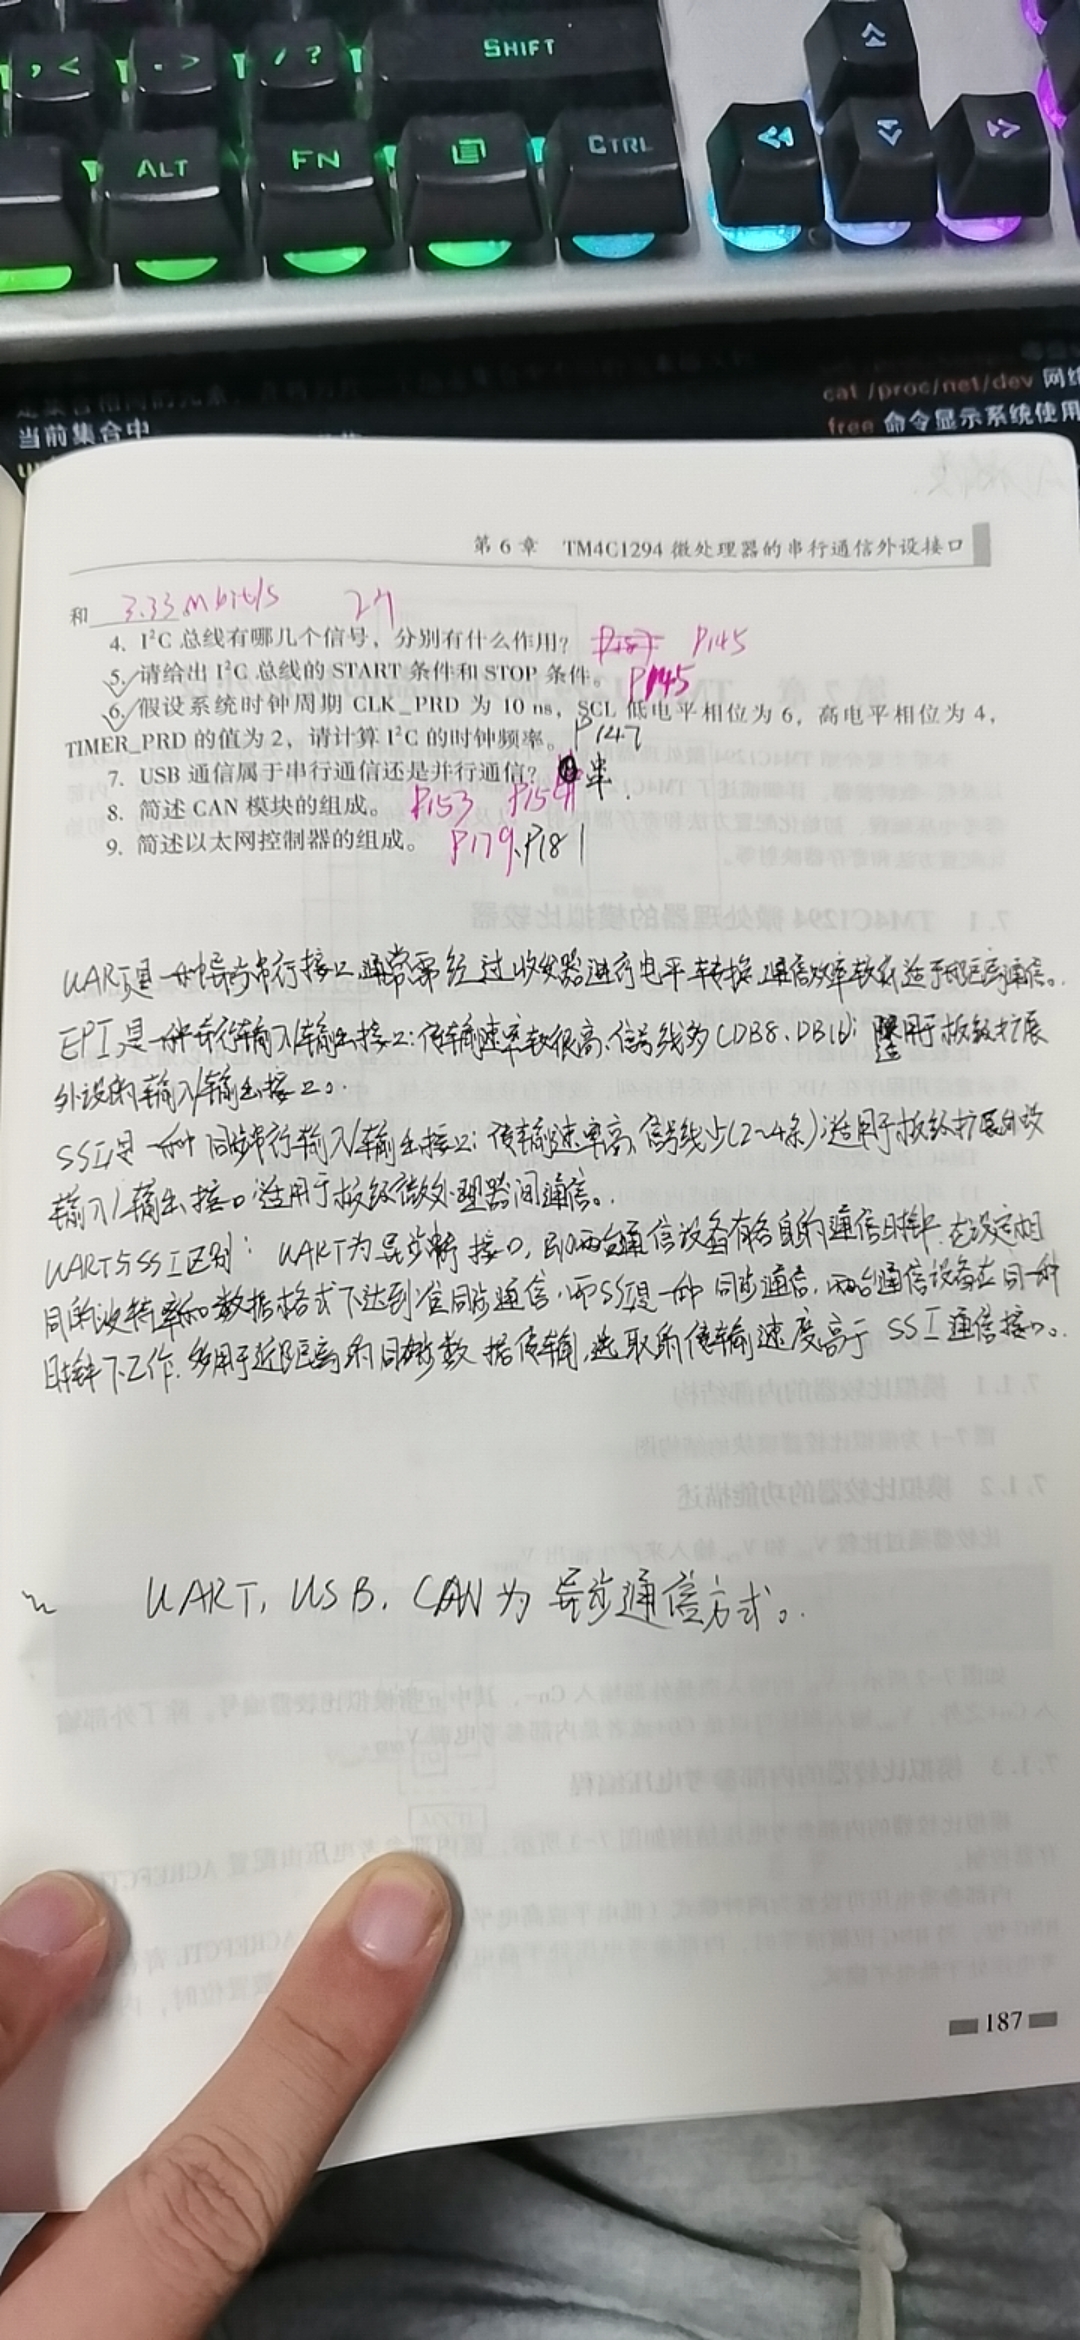 , <
. >
/ ?
SHIFT
ALT
FN
CTRL
cat /proc/net/dev 网络
当前集合中
free 命令显示系统使用
第 6 章 TM4C1294 微处理器的串行通信外设接口
和 3.33Mbit/s
4. I²C 总线有哪几个信号，分别有什么作用？ P145
5. 请给出 I²C 总线的 START 条件和 STOP 条件。 P145
6. 假设系统时钟周期 CLK_PRD 为 10 ns，SCL 低电平相位为 6，高电平相位为 4，
TIMER_PRD 的值为 2，请计算 I²C 的时钟频率。 P147
7. USB 通信属于串行通信还是并行通信？ 串.
8. 简述 CAN 模块的组成。 P153 P154
9. 简述以太网控制器的组成。 P179、P181
UART是一种异步串行接口,通常需经过收发器进行电平转换,通信效率较低适于距离通信。
EPI是一种并行输入/输出接口:传输速率较很高、信号线多(DB8、DB16);用于板级扩展
外设的输入/输出接口。
SSI是一种同步串行输入/输出接口;传输速率高,信号线少(2~4条);适用于板级扩展外设
输入/输出接口;适用于板级微处理器间通信。
UART与SSI区别: UART为异步 接口,即两台通信设备有各自的通信时钟.在设定相
同的波特率和数据格式下达到准同步通信,而SSI是一种同步通信,两台通信设备在同一种
时钟下工作.多用于近距离的同步数据传输,选取的传输速度高于 SSI通信接口。
UART, USB, CAN 为异步通信方式。
187